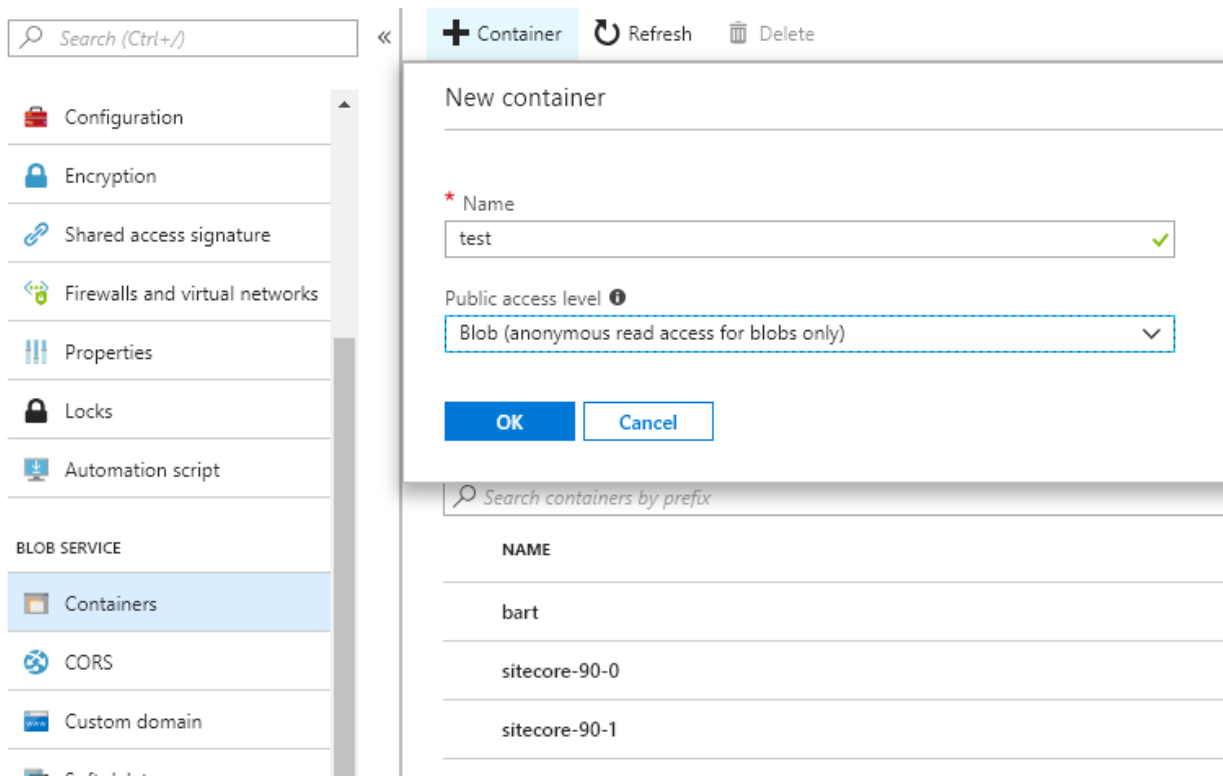 Search (Ctrl+/)
Configuration
Encryption
Shared access signature
Firewalls and virtual networks
Properties
Locks
Automation script
BLOB SERVICE
Containers
CORS
Custom domain
Container
Refresh
Delete
New container
* Name
test
Public access level
Blob (anonymous read access for blobs only)
OK
Cancel
Search containers by prefix
NAME
bart
sitecore-90-0
sitecore-90-1